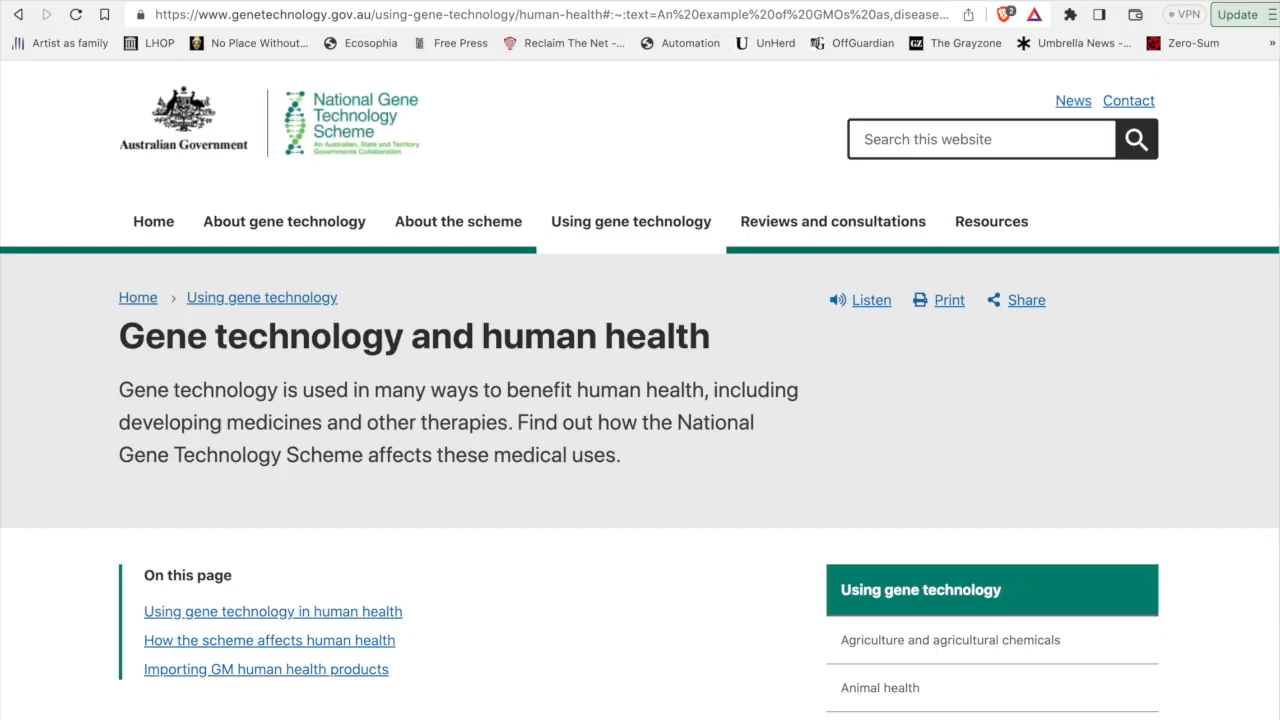 https://www.genetechnology.gov.au/using-gene-technology/human-health#:~:text=An%20example%20of%20GMOs%20as,disease...
2
VPN
Update
Artist as family
LHOP
No Place Without...
Ecosophia
Free Press
Reclaim The Net -...
Automation
U
UnHerd
OffGuardian
GZ
The Grayzone
Umbrella News -...
Zero-Sum
»
Australian Government
National Gene
Technology
Scheme
An Australian, State and Territory
Governments Collaboration
News
Contact
Search this website
Home
About gene technology
About the scheme
Using gene technology
Reviews and consultations
Resources
Home › Using gene technology
Listen
Print
Share
Gene technology and human health
Gene technology is used in many ways to benefit human health, including
developing medicines and other therapies. Find out how the National
Gene Technology Scheme affects these medical uses.
On this page
Using gene technology in human health
How the scheme affects human health
Importing GM human health products
Using gene technology
Agriculture and agricultural chemicals
Animal health